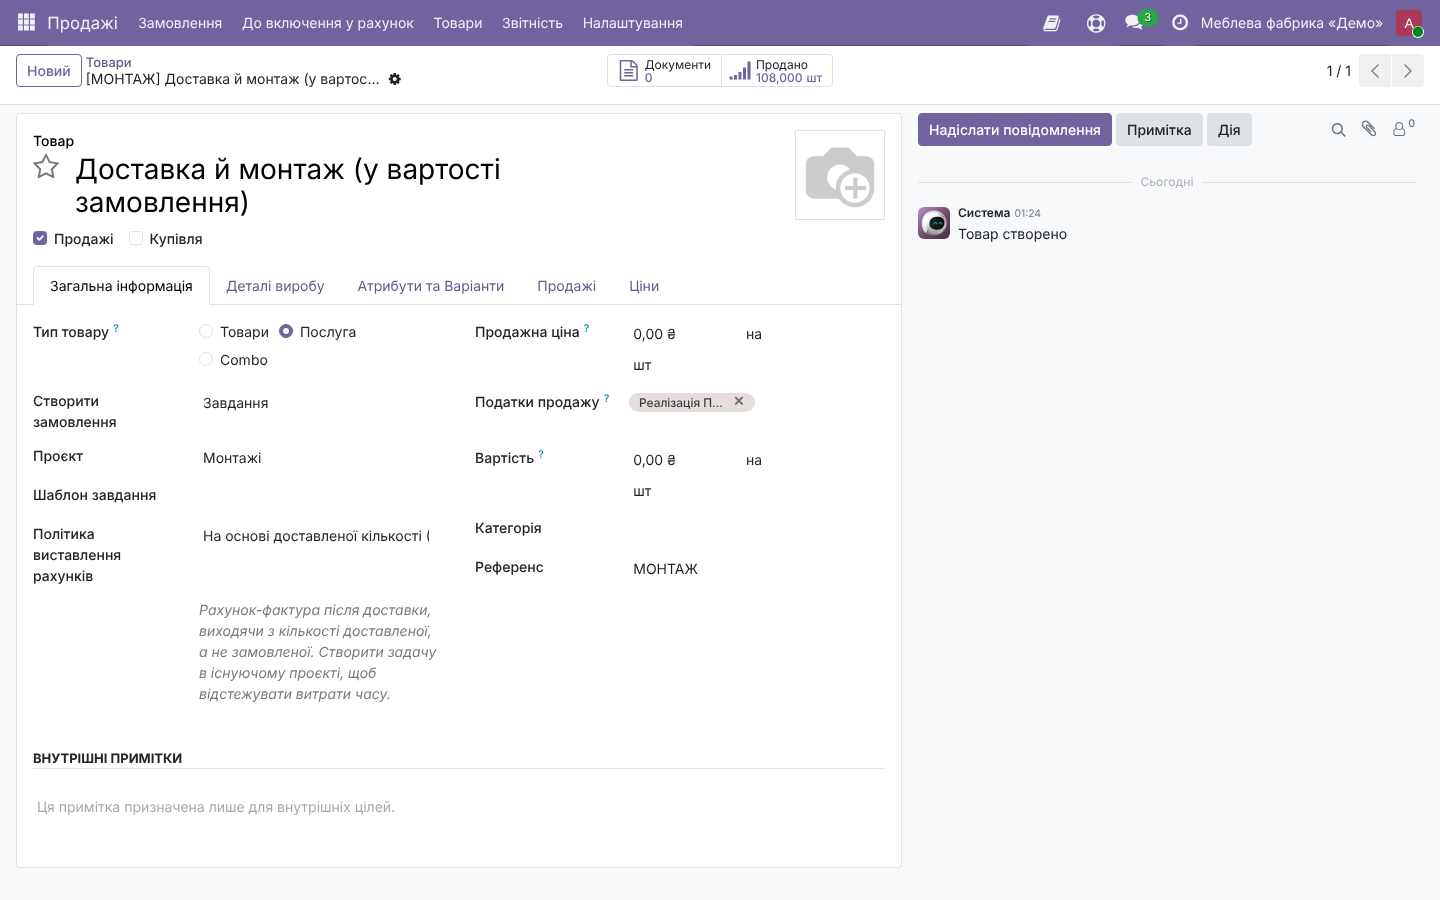 Продажі Замовлення До включення у рахунок Товари Звітність Налаштування 3 Меблева фабрика «Демо» A
Новий
Товари
[МОНТАЖ] Доставка й монтаж (у вартос...
Документи
0
Продано
108,000 шт
1 / 1
Товар
Доставка й монтаж (у вартості
замовлення)
Продажі Купівля
Загальна інформація Деталі виробу Атрибути та Варіанти Продажі Ціни
Тип товару ? Товари Послуга
Combo
Створити
замовлення
Завдання
Проєкт Монтажі
Шаблон завдання
Політика
виставлення
рахунків
На основі доставленої кількості (
Рахунок-фактура після доставки,
виходячи з кількості доставленої,
а не замовленої. Створити задачу
в існуючому проєкті, щоб
відстежувати витрати часу.
Продажна ціна ? 0,00 ₴ на
шт
Податки продажу ? Реалізація П...
Вартість ? 0,00 ₴ на
шт
Категорія
Референс МОНТАЖ
ВНУТРІШНІ ПРИМІТКИ
Ця примітка призначена лише для внутрішніх цілей.
Надіслати повідомлення Примітка Дія 0
Сьогодні
Система 01:24
Товар створено